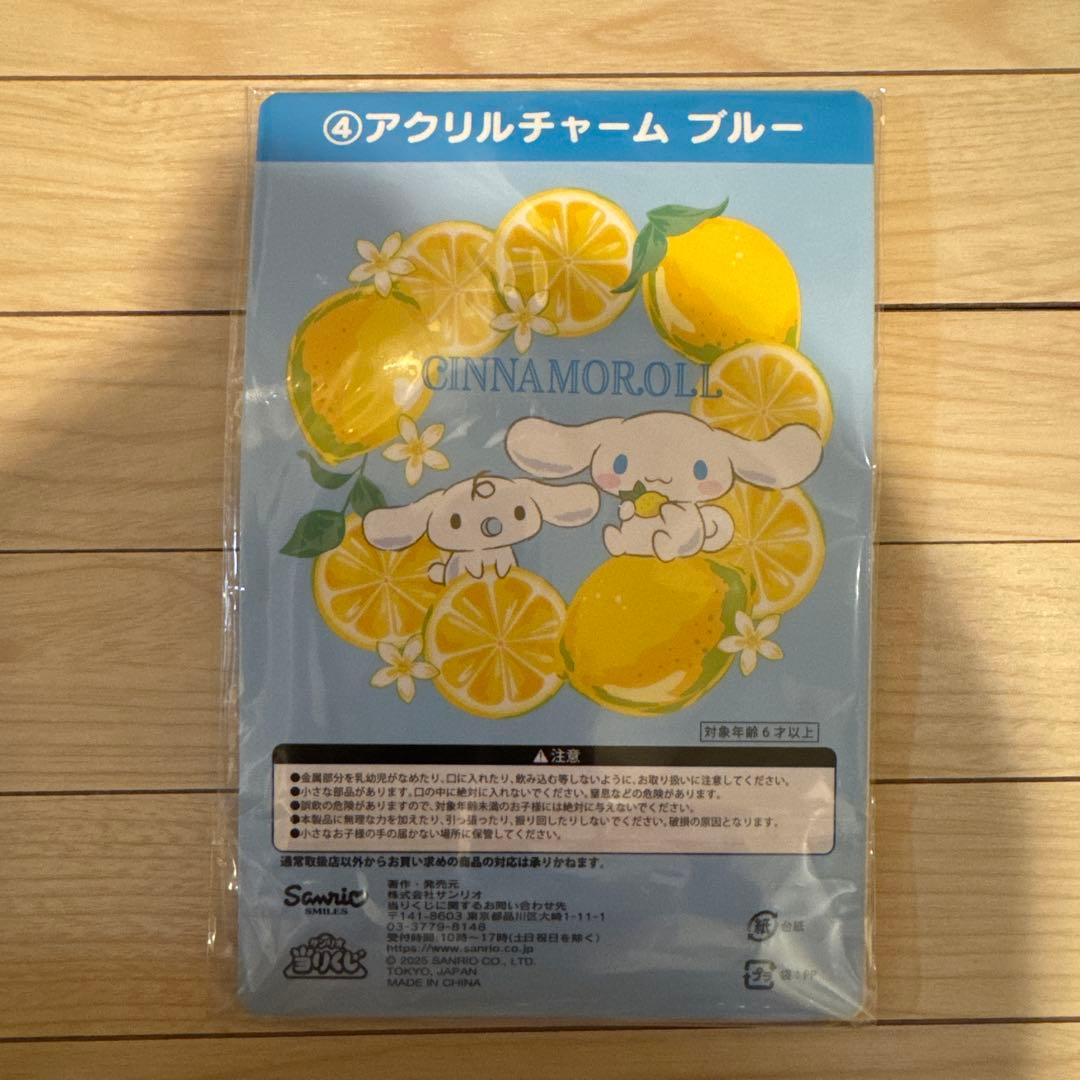 ④アクリルチャーム ブルー
CINNAMOROLL
対象年齢6才以上
⚠注意
●金属部分を乳幼児がなめたり、口に入れたり、飲み込む等しないように、お取り扱いに注意してください。
●小さな部品があります。口の中に絶対に入れないでください。窒息などの危険があります。
●誤飲の危険がありますので、対象年齢未満のお子様には絶対に与えないでください。
●本製品に無理な力を加えたり、引っ張ったり、振り回したりしないでください。破損の原因となります。
●小さなお子様の手の届かない場所に保管してください。
通常取扱店以外からお買い求めの商品の対応は承りかねます。
Sanrio
SMILES
サンリオ
当りくじ
著作・発売元
株式会社サンリオ
当りくじに関するお問い合わせ先
〒141-8603 東京都品川区大崎1-11-1
03-3779-8148
受付時間:10時〜17時(土日祝日を除く)
https://www.sanrio.co.jp
© 2025 SANRIO CO., LTD.
TOKYO, JAPAN
MADE IN CHINA
紙 台紙
プラ 袋:PP